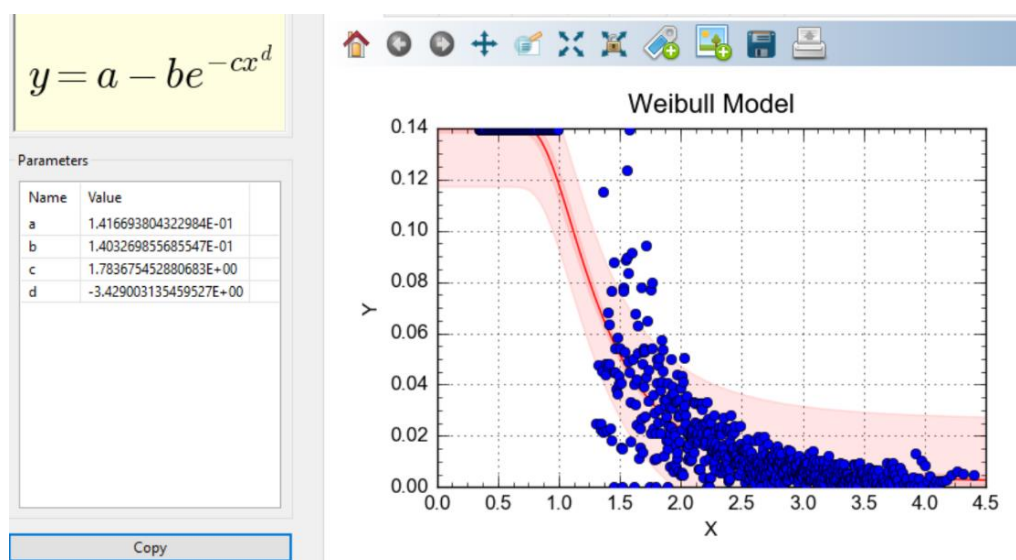 y = a − be^{−cx^d}
Parameters
Name Value
a 1.416693804322984E-01
b 1.403269855685547E-01
c 1.783675452880683E+00
d -3.429003135459527E+00
Copy
Weibull Model
Y
0.14
0.12
0.10
0.08
0.06
0.04
0.02
0.00
0.0 0.5 1.0 1.5 2.0 2.5 3.0 3.5 4.0 4.5
X